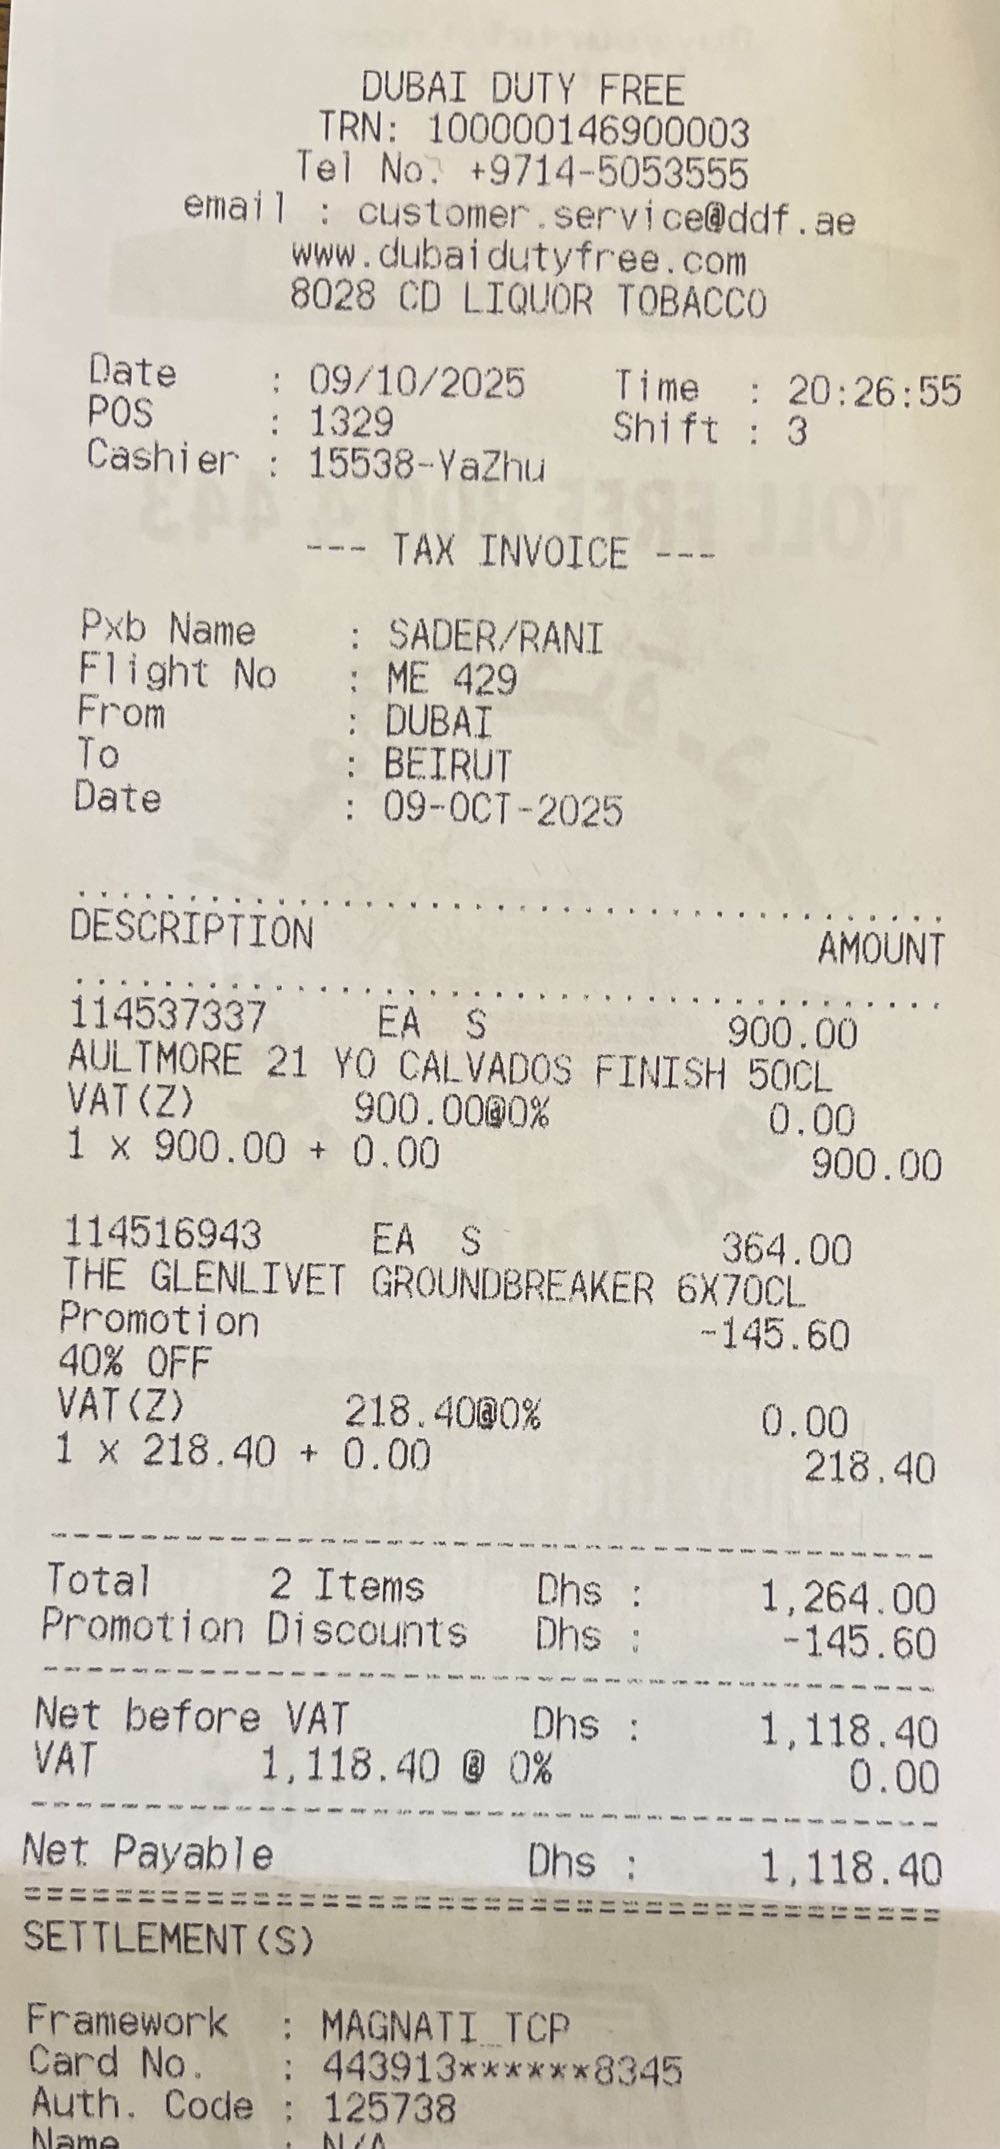 DUBAI DUTY FREE
TRN: 100000146900003
Tel No. +9714-5053555
email : customer.service@ddf.ae
www.dubaidutyfree.com
8028 CD LIQUOR TOBACCO
Date : 09/10/2025 Time : 20:26:55
POS : 1329 Shift : 3
Cashier : 15538-YaZhu
--- TAX INVOICE ---
Pxb Name : SADER/RANI
Flight No : ME 429
From : DUBAI
To : BEIRUT
Date : 09-OCT-2025
DESCRIPTION AMOUNT
114537337 EA S 900.00
AULTMORE 21 YO CALVADOS FINISH 50CL
VAT(Z) 900.00@0% 0.00
1 x 900.00 + 0.00 900.00
114516943 EA S 364.00
THE GLENLIVET GROUNDBREAKER 6X70CL
Promotion -145.60
40% OFF
VAT(Z) 218.40@0% 0.00
1 x 218.40 + 0.00 218.40
Total 2 Items Dhs : 1,264.00
Promotion Discounts Dhs : -145.60
Net before VAT Dhs : 1,118.40
VAT 1,118.40 @ 0% 0.00
Net Payable Dhs : 1,118.40
SETTLEMENT(S)
Framework : MAGNATI_TCP
Card No. : 443913******8345
Auth. Code : 125738
Name : N/A